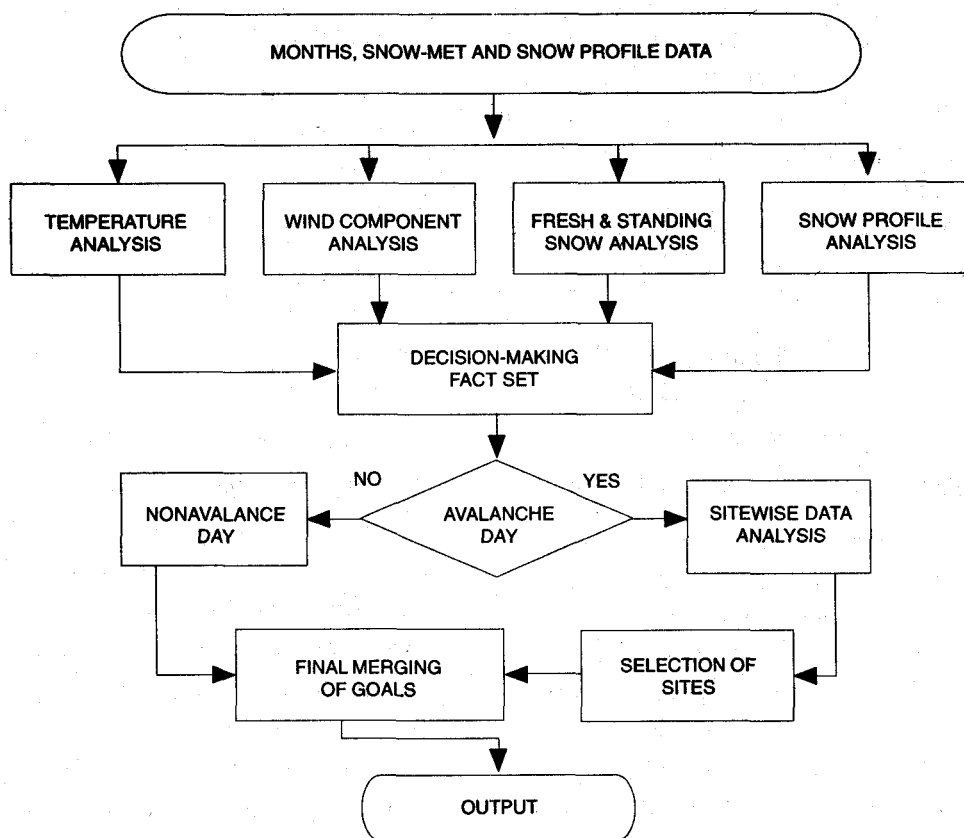 MONTHS, SNOW-MET AND SNOW PROFILE DATA
TEMPERATURE
ANALYSIS
WIND COMPONENT
ANALYSIS
FRESH & STANDING
SNOW ANALYSIS
SNOW PROFILE
ANALYSIS
DECISION-MAKING
FACT SET
NO
YES
NONAVALANCE
DAY
AVALANCHE
DAY
SITEWISE DATA
ANALYSIS
FINAL MERGING
OF GOALS
SELECTION OF
SITES
OUTPUT